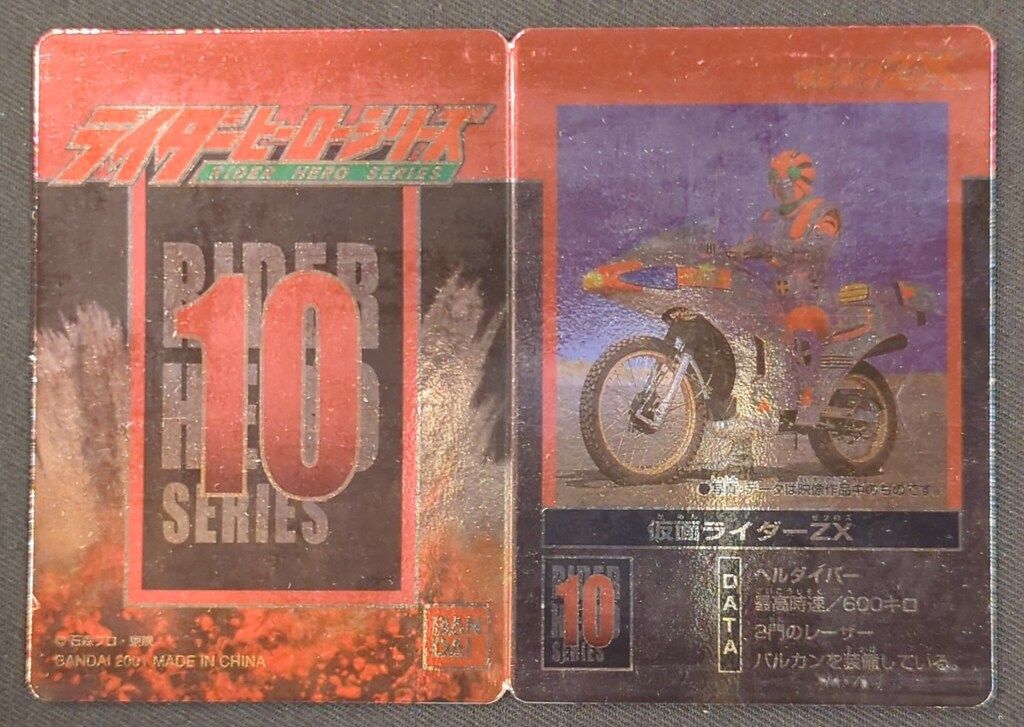 ライダーヒーローシリーズ
RIDER HERO SERIES
RIDER
HERO
SERIES
10
© 石森プロ・東映
BANDAI 2001 MADE IN CHINA
BAN
DAI
●写真・データは映像作品中のものです。
仮面ライダーZX
RIDER
10
SERIES
DATA
ヘルダイバー
最高時速/600キロ
2門のレーザー
バルカンを装備している。